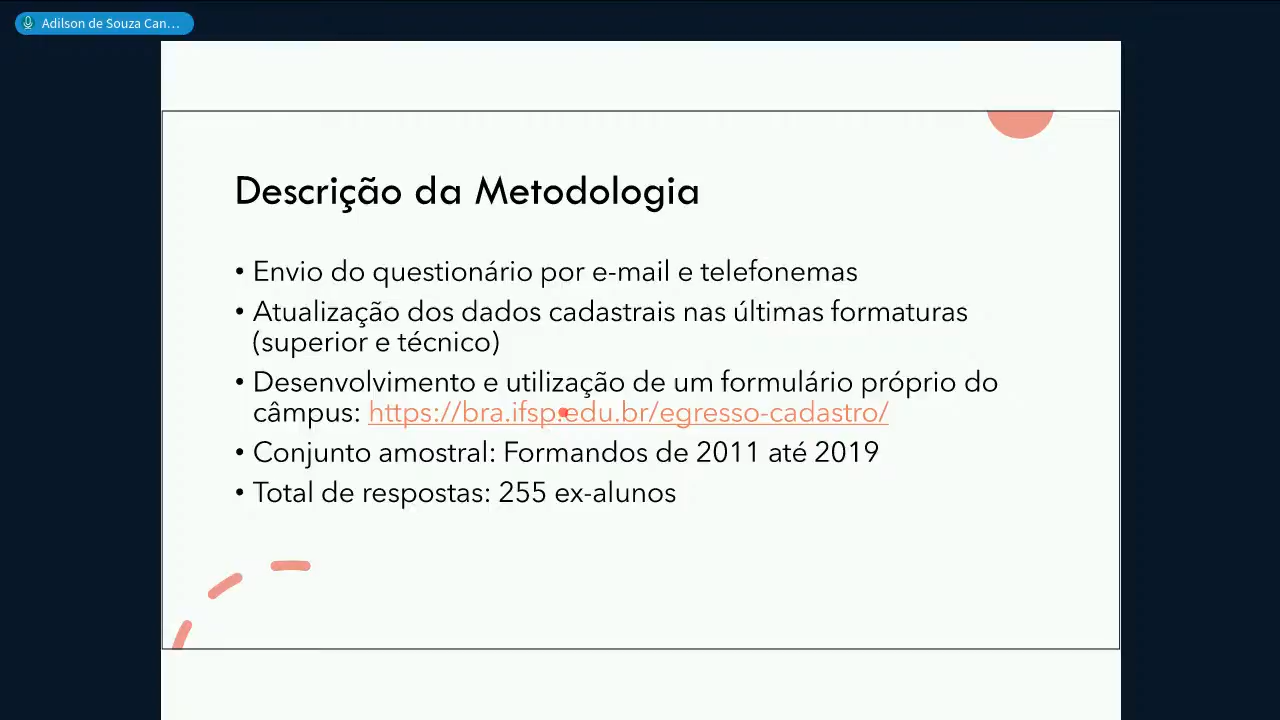 Adilson de Souza Can...
Descrição da Metodologia
• Envio do questionário por e-mail e telefonemas
• Atualização dos dados cadastrais nas últimas formaturas
(superior e técnico)
• Desenvolvimento e utilização de um formulário próprio do
câmpus: https://bra.ifsp.edu.br/egresso-cadastro/
• Conjunto amostral: Formandos de 2011 até 2019
• Total de respostas: 255 ex-alunos